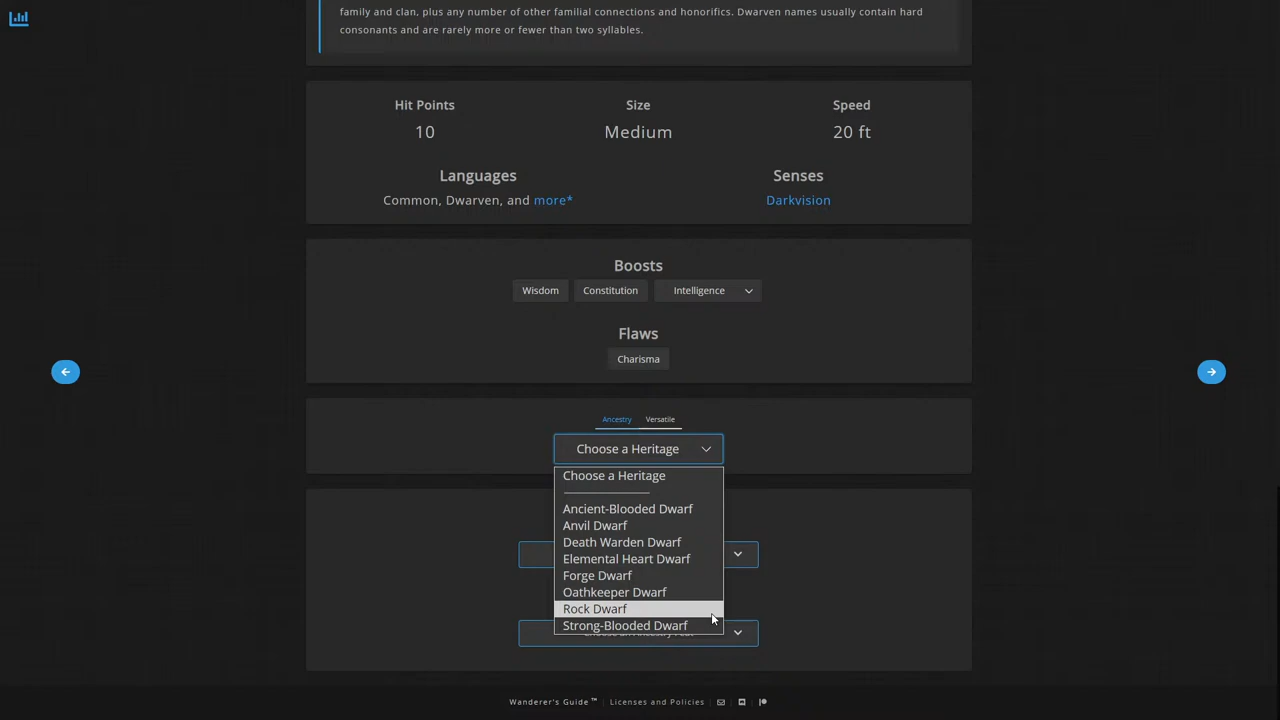 family and clan, plus any number of other familial connections and honorifics. Dwarven names usually contain hard
consonants and are rarely more or fewer than two syllables.
Hit Points
10
Size
Medium
Speed
20 ft
Languages
Common, Dwarven, and more*
Senses
Darkvision
Boosts
Wisdom
Constitution
Intelligence
Flaws
Charisma
Ancestry
Versatile
Choose a Heritage
Choose a Heritage
Ancient-Blooded Dwarf
Anvil Dwarf
Death Warden Dwarf
Elemental Heart Dwarf
Forge Dwarf
Oathkeeper Dwarf
Rock Dwarf
Strong-Blooded Dwarf
Wanderer's Guide™ | Licenses and Policies |